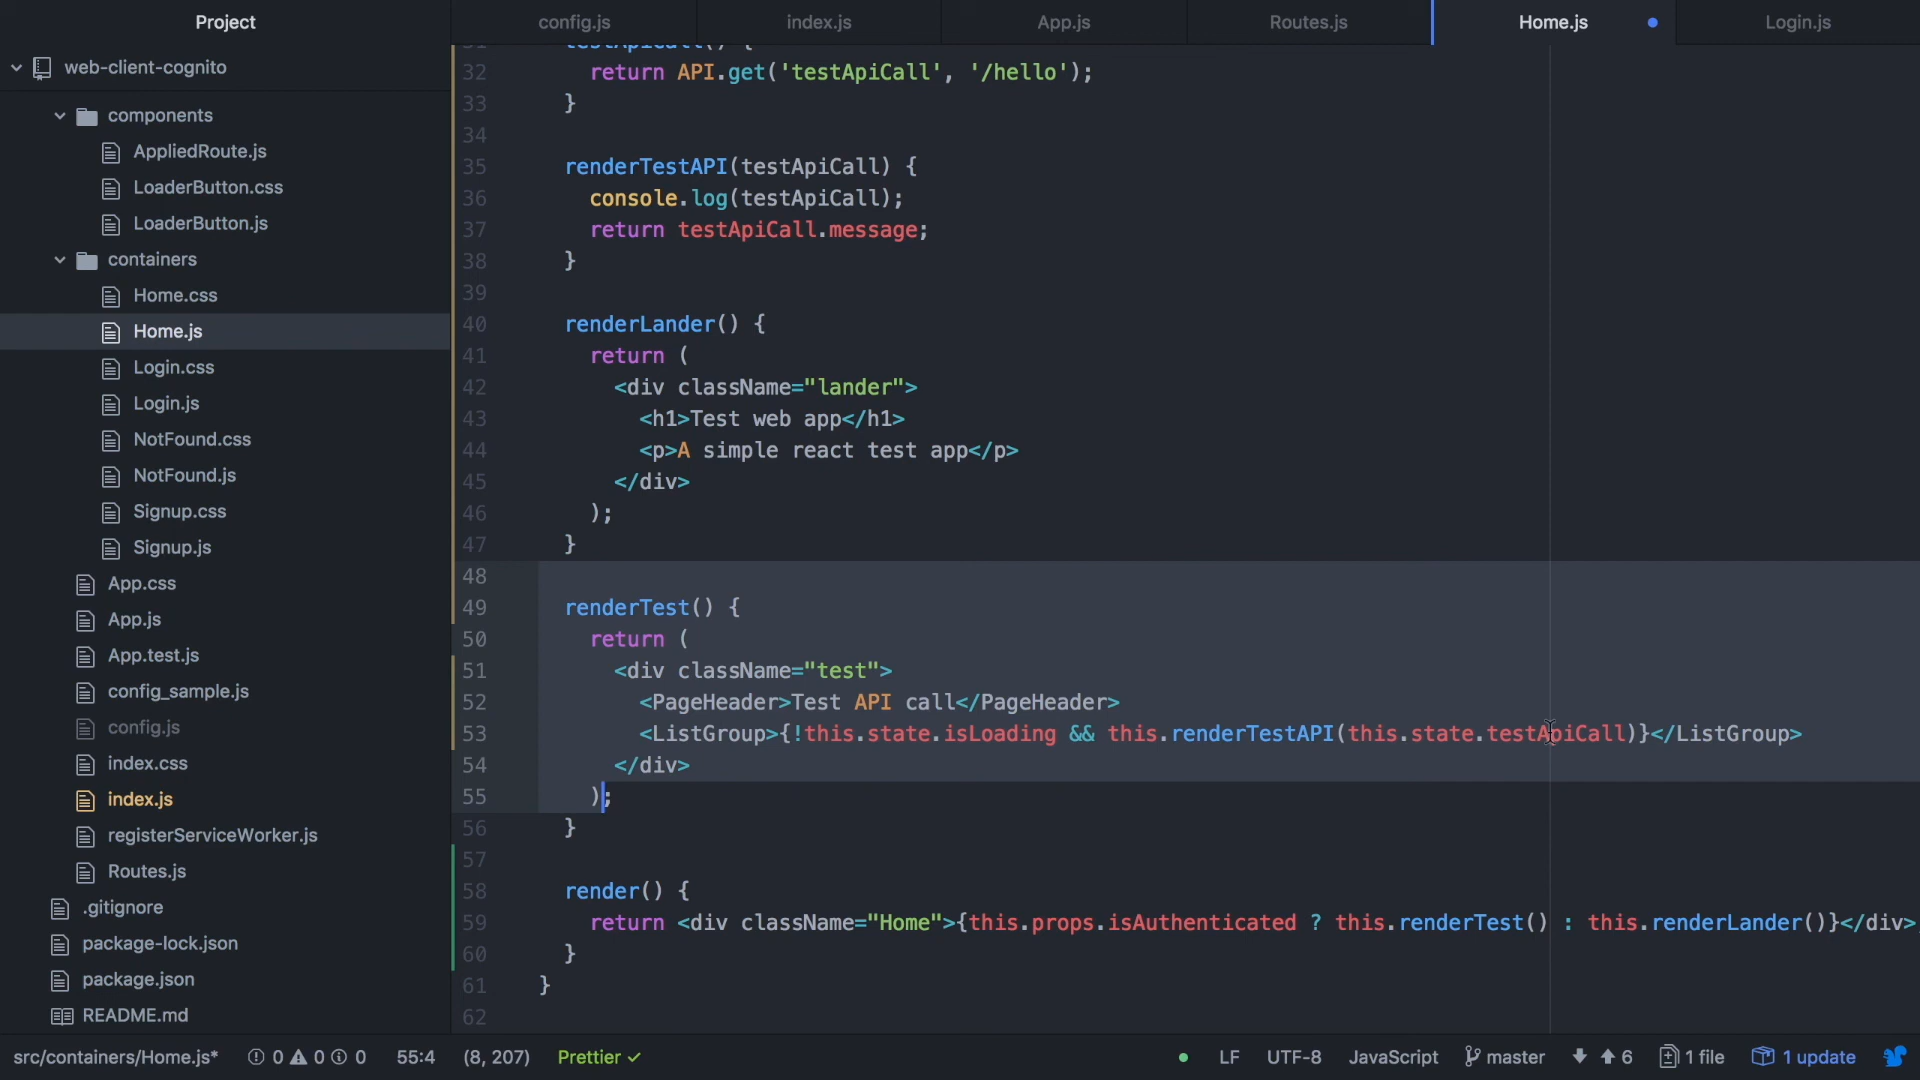 Project
config.js
index.js
App.js
Routes.js
Home.js
Login.js
web-client-cognito
components
AppliedRoute.js
LoaderButton.css
LoaderButton.js
containers
Home.css
Home.js
Login.css
Login.js
NotFound.css
NotFound.js
Signup.css
Signup.js
App.css
App.js
App.test.js
config_sample.js
config.js
index.css
index.js
registerServiceWorker.js
Routes.js
.gitignore
package-lock.json
package.json
README.md
31 testApiCall() {
32 return API.get('testApiCall', '/hello');
33 }
34
35 renderTestAPI(testApiCall) {
36 console.log(testApiCall);
37 return testApiCall.message;
38 }
39
40 renderLander() {
41 return (
42 <div className="lander">
43 <h1>Test web app</h1>
44 <p>A simple react test app</p>
45 </div>
46 );
47 }
48
49 renderTest() {
50 return (
51 <div className="test">
52 <PageHeader>Test API call</PageHeader>
53 <ListGroup>{!this.state.isLoading && this.renderTestAPI(this.state.testApiCall)}</ListGroup>
54 </div>
55 );
56 }
57
58 render() {
59 return <div className="Home">{this.props.isAuthenticated ? this.renderTest() : this.renderLander()}</div>
60 }
61 }
62
src/containers/Home.js* 0 0 0 55:4 (8, 207) Prettier ✓ LF UTF-8 JavaScript master 6 1 file 1 update